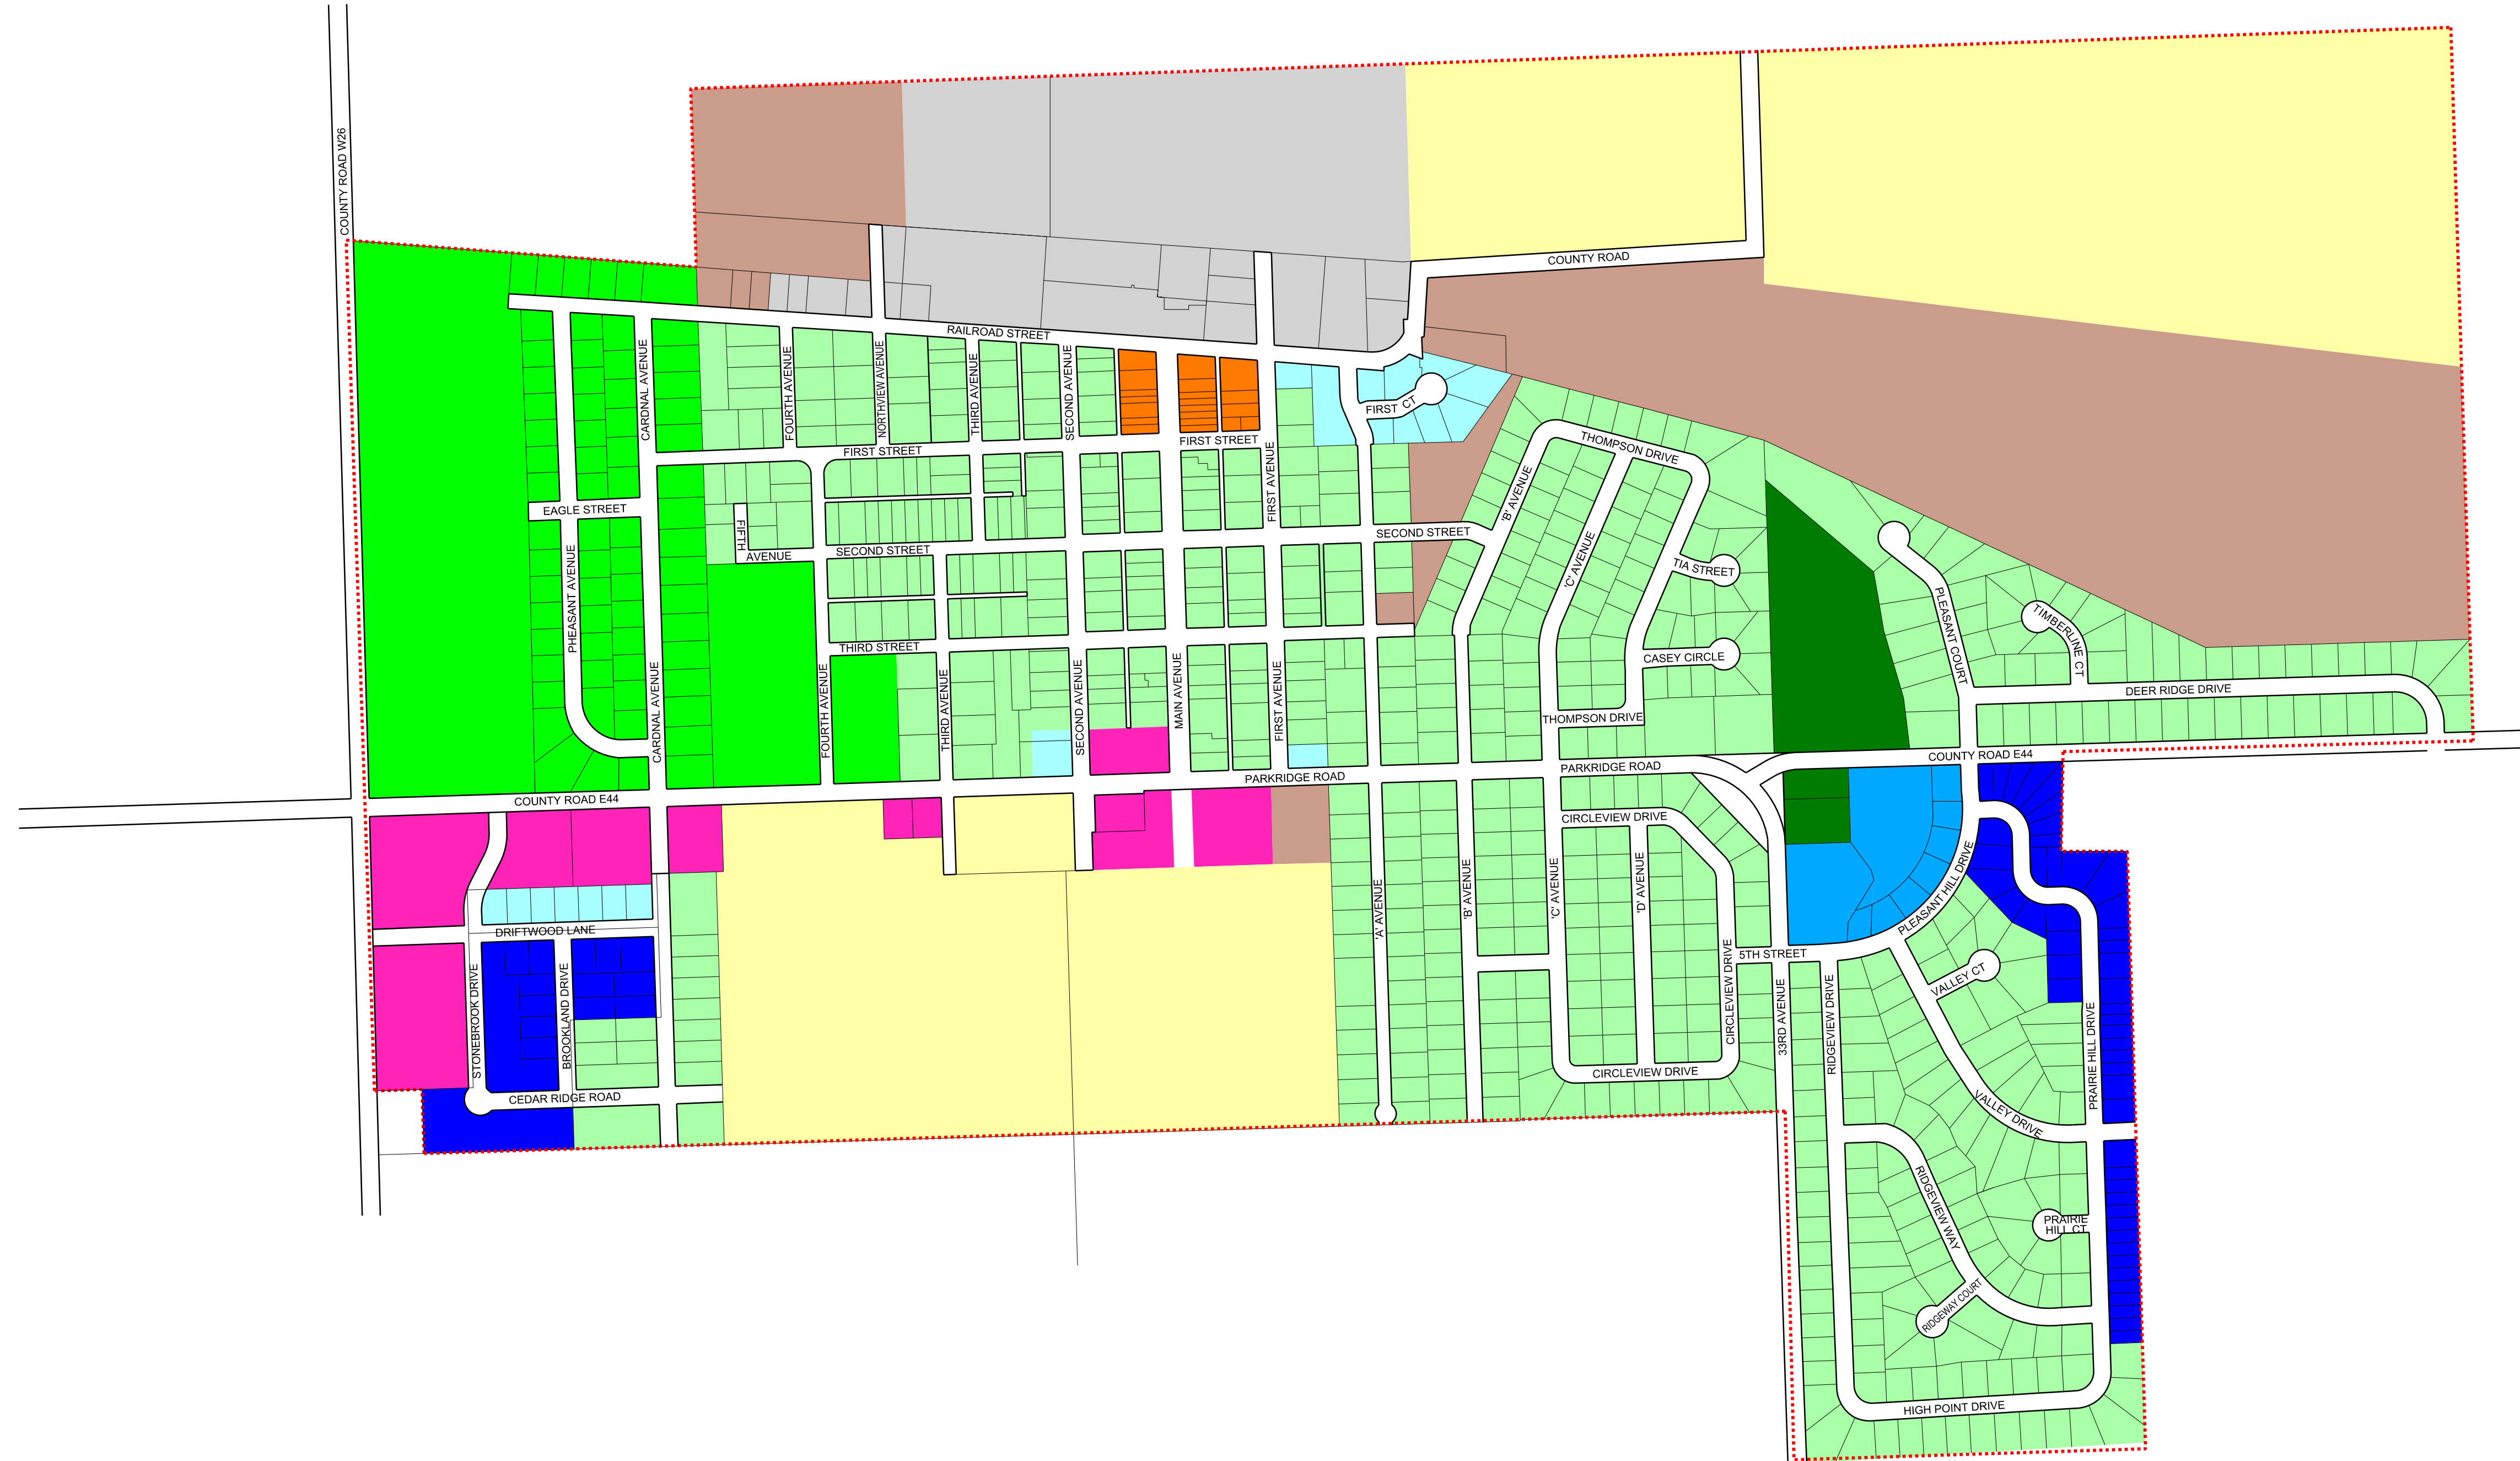 COUNTY ROAD W26
COUNTY ROAD
RAILROAD STREET
CARDNAL AVENUE
FOURTH AVENUE
NORTHVIEW AVENUE
THIRD AVENUE
SECOND AVENUE
FIRST CT
FIRST STREET
FIRST STREET
FIRST AVENUE
THOMPSON DRIVE
'B' AVENUE
EAGLE STREET
FIFTH
AVENUE
SECOND STREET
SECOND STREET
'C' AVENUE
TIA STREET
PHEASANT AVENUE
PLEASANT COURT
TIMBERLINE CT
THIRD STREET
CASEY CIRCLE
CARDNAL AVENUE
FOURTH AVENUE
THIRD AVENUE
SECOND AVENUE
MAIN AVENUE
FIRST AVENUE
DEER RIDGE DRIVE
THOMPSON DRIVE
COUNTY ROAD E44
PARKRIDGE ROAD
PARKRIDGE ROAD
COUNTY ROAD E44
CIRCLEVIEW DRIVE
'A' AVENUE
'B' AVENUE
'C' AVENUE
'D' AVENUE
PLEASANT HILL DRIVE
DRIFTWOOD LANE
5TH STREET
CIRCLEVIEW DRIVE
VALLEY CT
STONEBROOK DRIVE
BROOKLAND DRIVE
33RD AVENUE
RIDGEVIEW DRIVE
PRAIRIE HILL DRIVE
CIRCLEVIEW DRIVE
CEDAR RIDGE ROAD
VALLEY DRIVE
RIDGEVIEW WAY
PRAIRIE
HILL CT
RIDGEWAY COURT
HIGH POINT DRIVE